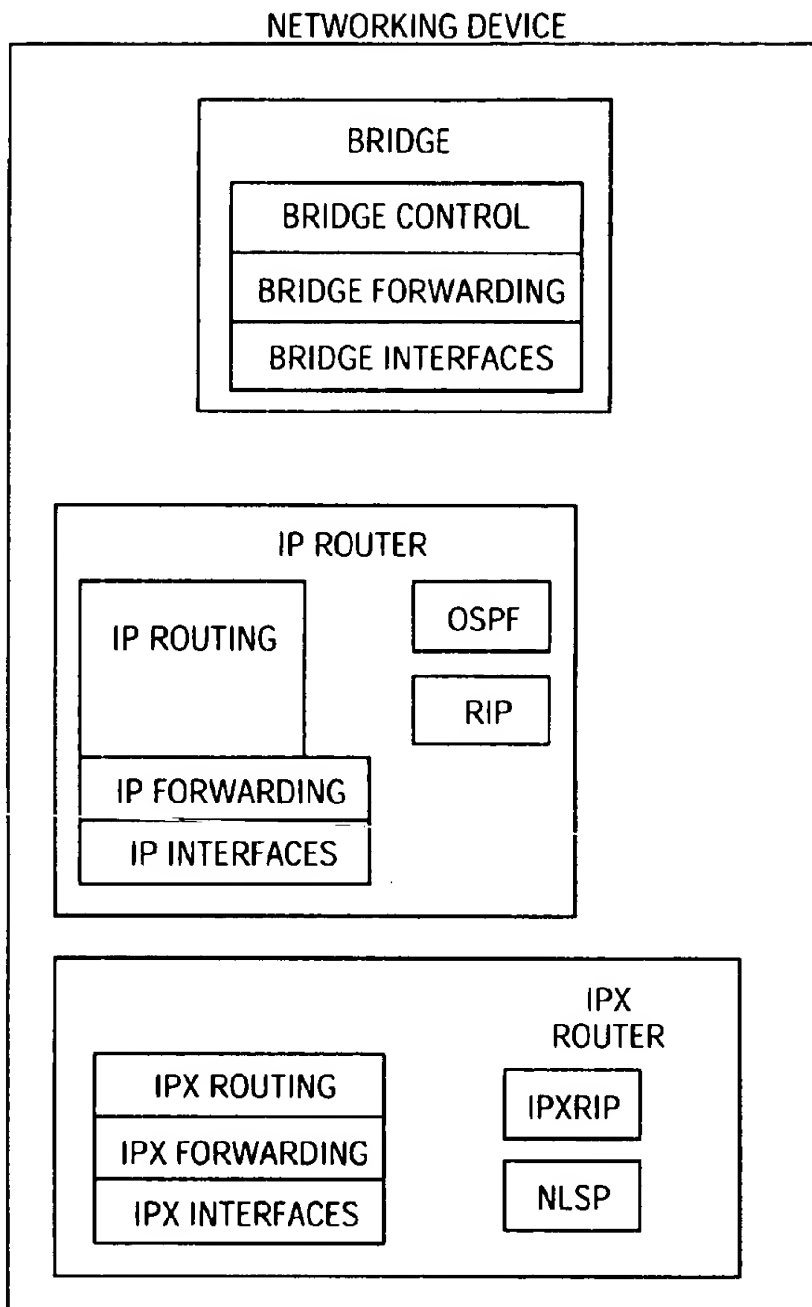 NETWORKING DEVICE
BRIDGE
BRIDGE CONTROL
BRIDGE FORWARDING
BRIDGE INTERFACES
IP ROUTER
IP ROUTING
OSPF
RIP
IP FORWARDING
IP INTERFACES
IPX
ROUTER
IPX ROUTING
IPXRIP
IPX FORWARDING
NLSP
IPX INTERFACES